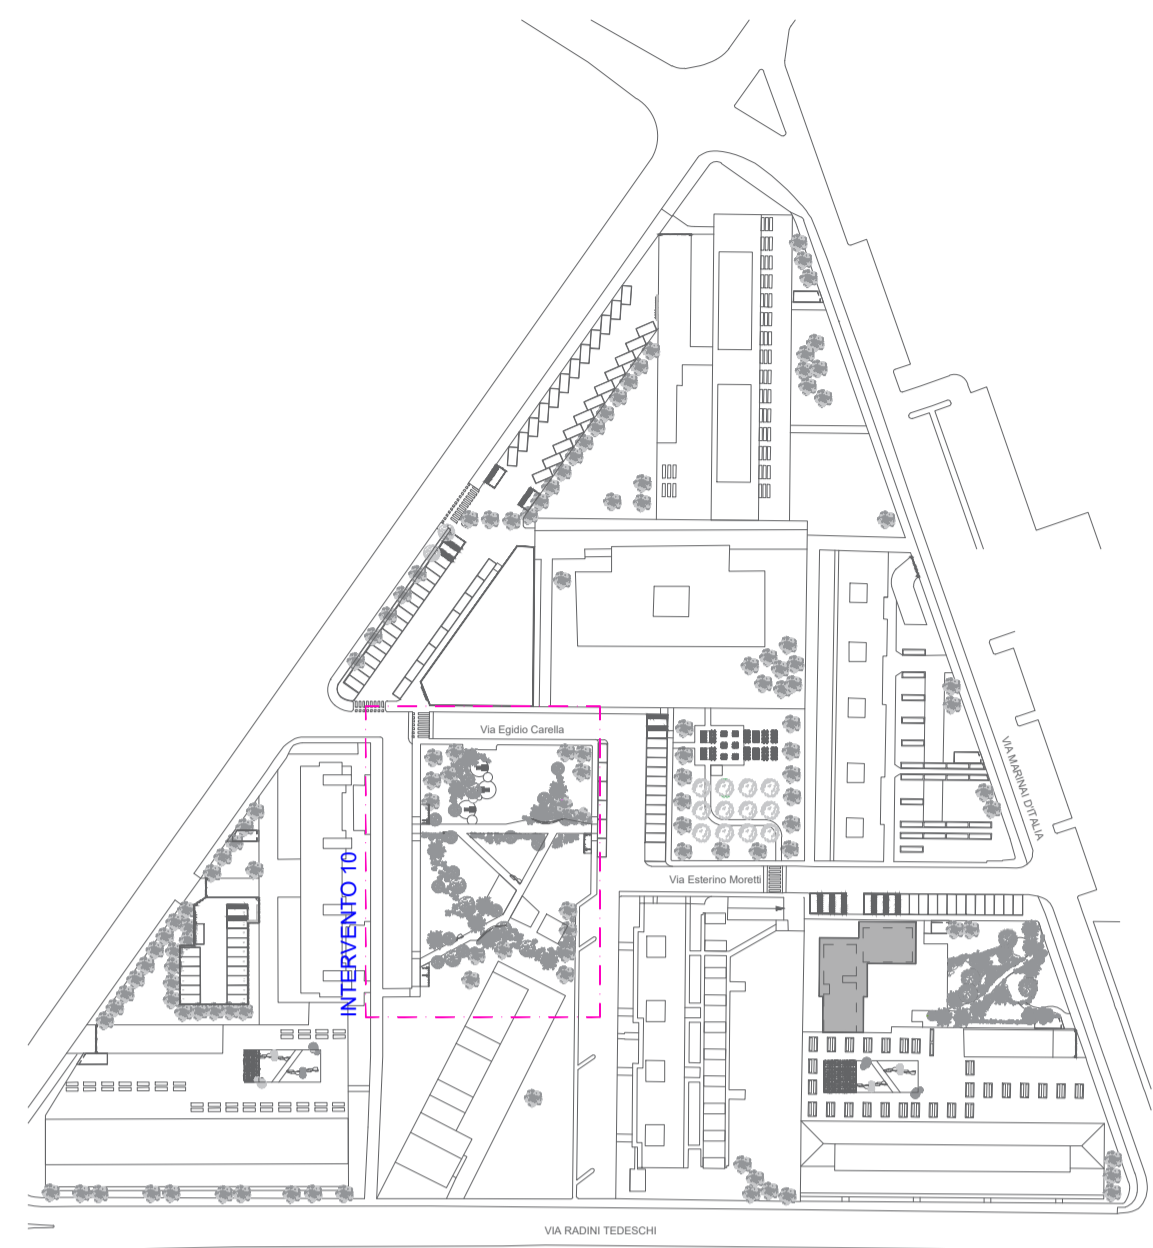 Via Egidio Carella
VIA MARINAI D'ITALIA
INTERVENTO 10
Via Esterino Moretti
VIA RADINI TEDESCHI